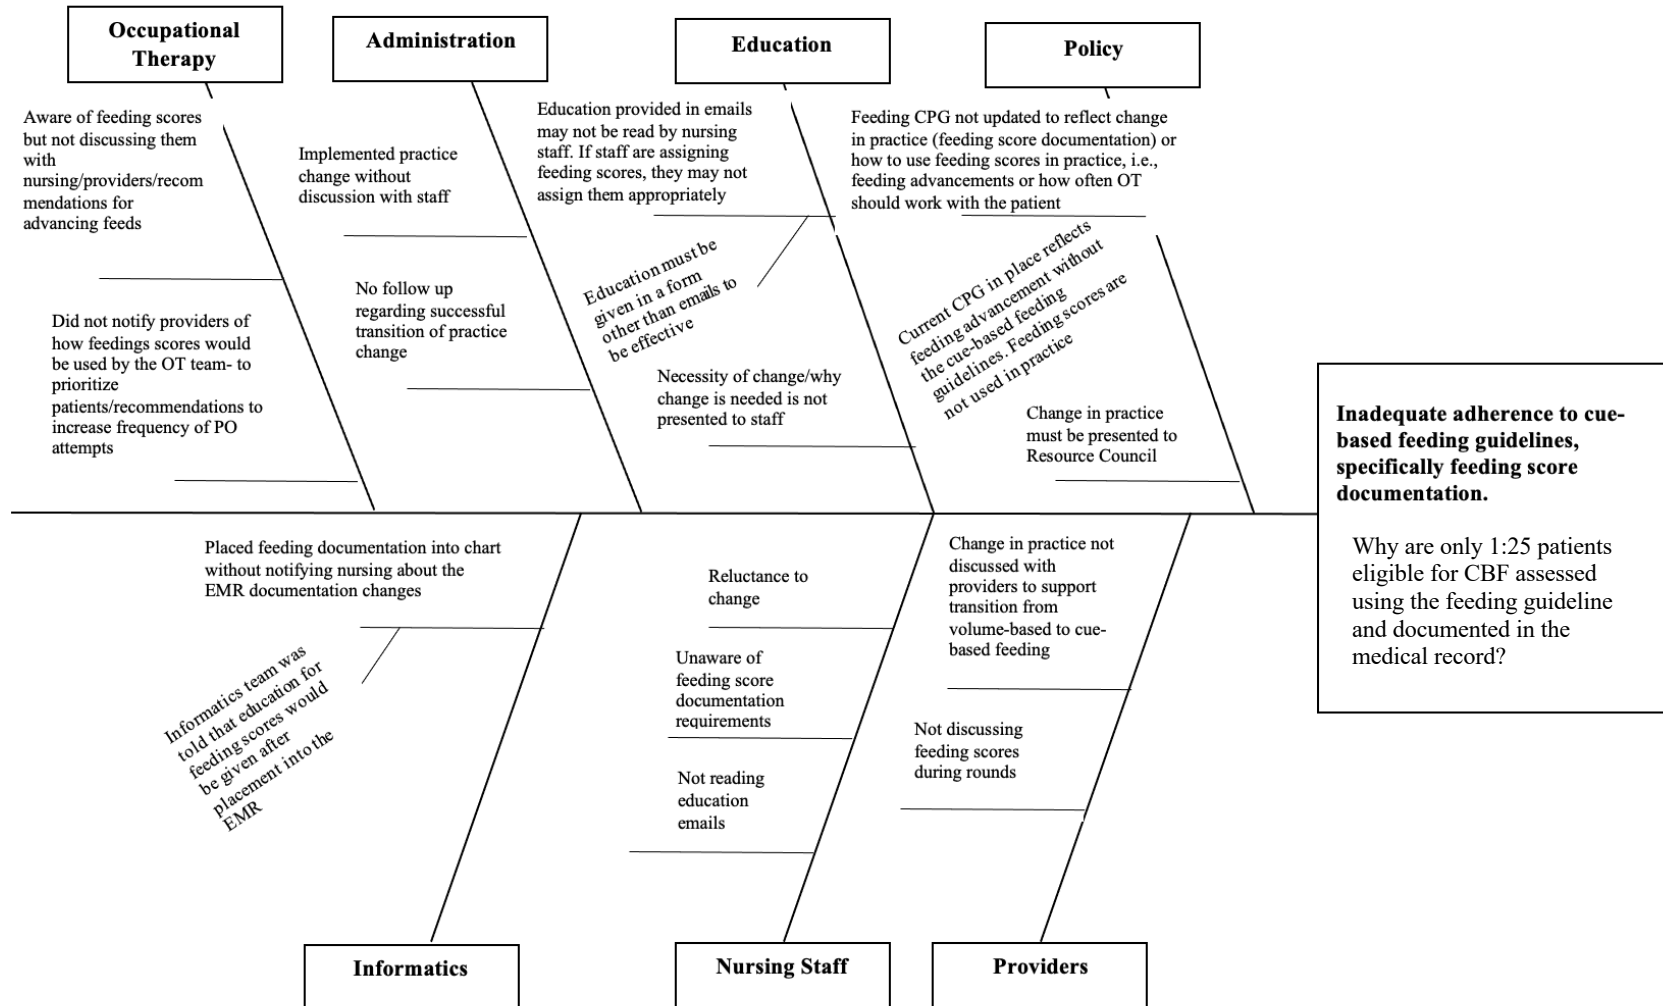 Occupational
Therapy
Aware of feeding scores
but not discussing them
with
nursing/providers/recom
mendations for
advancing feeds
Did not notify providers of
how feedings scores would
be used by the OT team- to
prioritize
patients/recommendations to
increase frequency of PO
attempts
Administration
Implemented practice
change without
discussion with staff
No follow up
regarding successful
transition of practice
change
Education
Education provided in emails
may not be read by nursing
staff. If staff are assigning
feeding scores, they may not
assign them appropriately
Education must be
given in a form
other than emails to
be effective
Necessity of change/why
change is needed is not
presented to staff
Policy
Feeding CPG not updated to reflect change
in practice (feeding score documentation) or
how to use feeding scores in practice, i.e.,
feeding advancements or how often OT
should work with the patient
Current CPG in place reflects
feeding advancement without
the cue-based feeding
guidelines. Feeding scores are
not used in practice
Change in practice
must be presented to
Resource Council
Inadequate adherence to cue-
based feeding guidelines,
specifically feeding score
documentation.
Why are only 1:25 patients
eligible for CBF assessed
using the feeding guideline
and documented in the
medical record?
Placed feeding documentation into chart
without notifying nursing about the
EMR documentation changes
Informatics team was
told that education for
feeding scores would
be given after
placement into the
EMR
Informatics
Reluctance to
change
Unaware of
feeding score
documentation
requirements
Not reading
education
emails
Nursing Staff
Change in practice not
discussed with
providers to support
transition from
volume-based to cue-
based feeding
Not discussing
feeding scores
during rounds
Providers